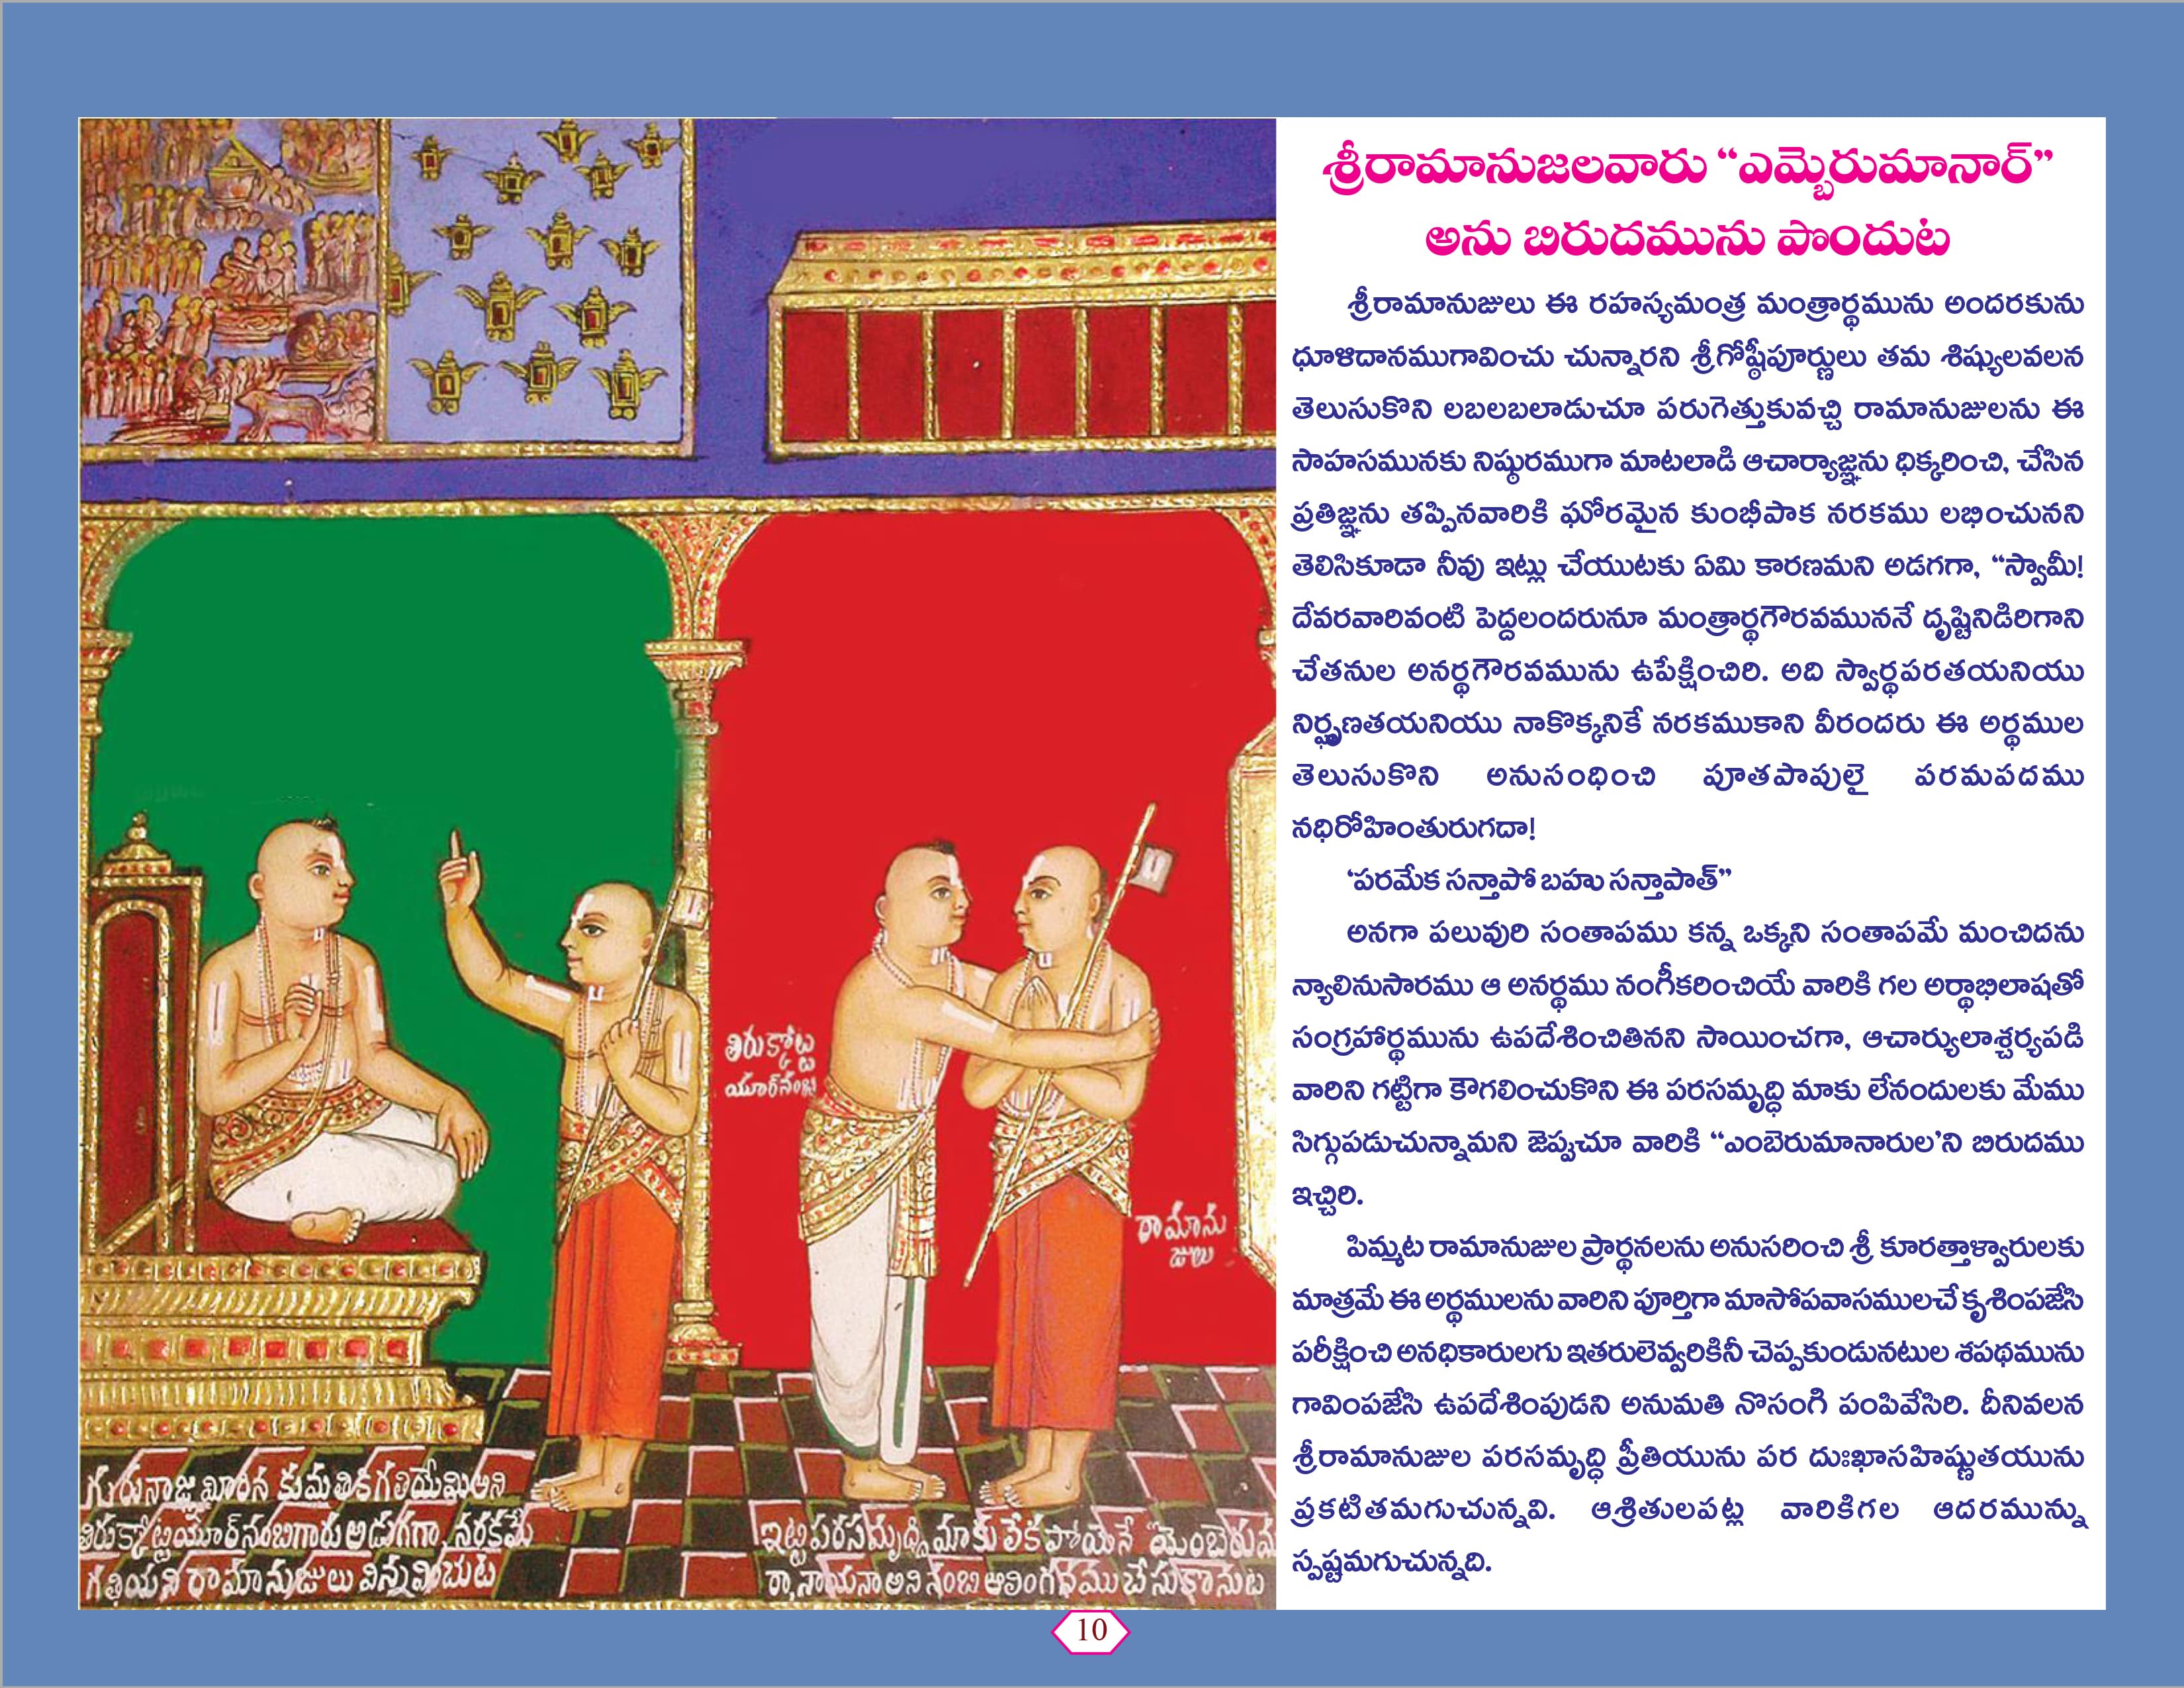 శ్రీరామానుజలవారు “ఎమ్బెరుమానార్”
అను బిరుదమును పొందుట
శ్రీరామానుజులు ఈ రహస్యమంత్ర మంత్రార్థమును అందరకును
ధూళిదానముగావించు చున్నారని శ్రీగోష్ఠీపూర్ణులు తమ శిష్యులవలన
తెలుసుకొని లబలబలాడుచూ పరుగెత్తుకువచ్చి రామానుజులను ఈ
సాహసమునకు నిష్ఠురముగా మాటలాడి ఆచార్యాజ్ఞను ధిక్కరించి, చేసిన
ప్రతిజ్ఞను తప్పినవారికి ఘోరమైన కుంభీపాక నరకము లభించునని
తెలిసికూడా నీవు ఇట్లు చేయుటకు ఏమి కారణమని అడగగా, “స్వామీ!
దేవరవారివంటి పెద్దలందరునూ మంత్రార్థగౌరవముననే దృష్టినిడిరిగాని
చేతనుల అనర్థగౌరవమును ఉపేక్షించిరి. అది స్వార్థపరతయనియు
నిర్ఘృణతయనియు నాకొక్కనికే నరకముకాని వీరందరు ఈ అర్థముల
తెలుసుకొని అనుసంధించి పూతపాపులై పరమపదము
నధిరోహింతురుగదా!
‘పరమేక సన్తాపో బహు సన్తాపాత్”
అనగా పలువురి సంతాపము కన్న ఒక్కని సంతాపమే మంచిదను
న్యాలినుసారము ఆ అనర్థము నంగీకరించియే వారికి గల అర్థాభిలాషతో
సంగ్రహార్థమును ఉపదేశించితినని సాయించగా, ఆచార్యులాశ్చర్యపడి
వారిని గట్టిగా కౌగలించుకొని ఈ పరసమృద్ధి మాకు లేనందులకు మేము
సిగ్గుపడుచున్నామని జెప్వచూ వారికి “ఎంబెరుమానారుల’ని బిరుదము
ఇచ్చిరి.
పిమ్మట రామానుజుల ప్రార్థనలను అనుసరించి శ్రీ కూరత్తాళ్వారులకు
మాత్రమే ఈ అర్థములను వారిని పూర్తిగా మాసోపవాసములచే కృశింపజేసి
పరీక్షించి అనధికారులగు ఇతరులెవ్వరికినీ చెప్పకుండునటుల శపథమును
గావింపజేసి ఉపదేశింపుడని అనుమతి నొసంగి పంపివేసిరి. దీనివలన
శ్రీరామానుజుల పరసమృద్ధి ప్రీతియును పర దుఃఖాసహిష్ణుతయును
ప్రకటితమగుచున్నవి. ఆశ్రితులపట్ల వారికిగల ఆదరమున్ను
స్పష్టమగుచున్నది.
తిరుక్కోట్టి
యూర్‌నంబి
రామాను
జులు
గురునాజ్ఞ మీరిన కుమతికి గతియేమి అని
తిరుక్కోట్టియూర్ నంబిగారు అడుగగా, నరకమే
గతియని రామానుజులు విన్నవించుట
ఇట్టి పరసమృద్ధి మాకు లేక పోయెనే యెంబెరుమా
రా, నాయనా అని నంబి ఆలింగనము చేసుకొనుట
10